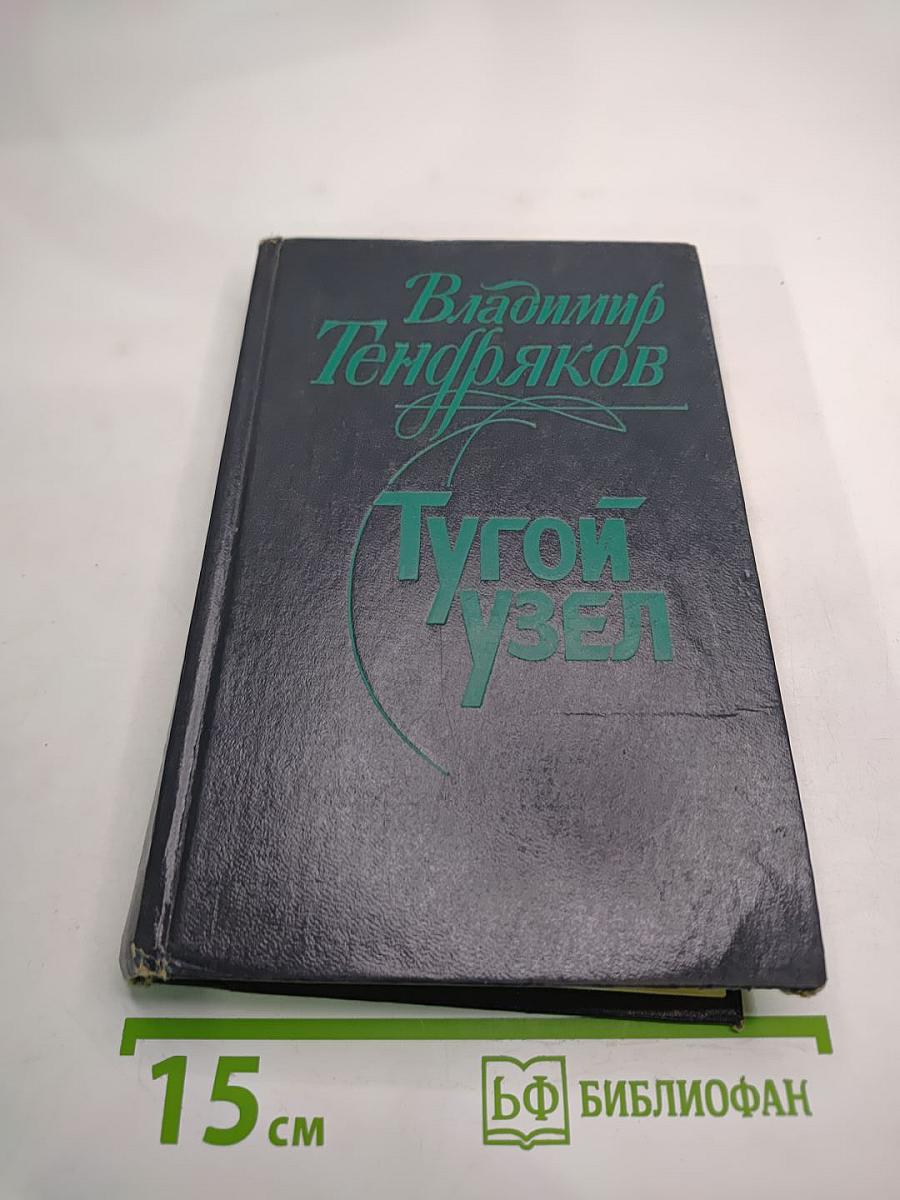 Владимир
Тендряков
Тугой
узел
15 см
БФ БИБЛИОФАН